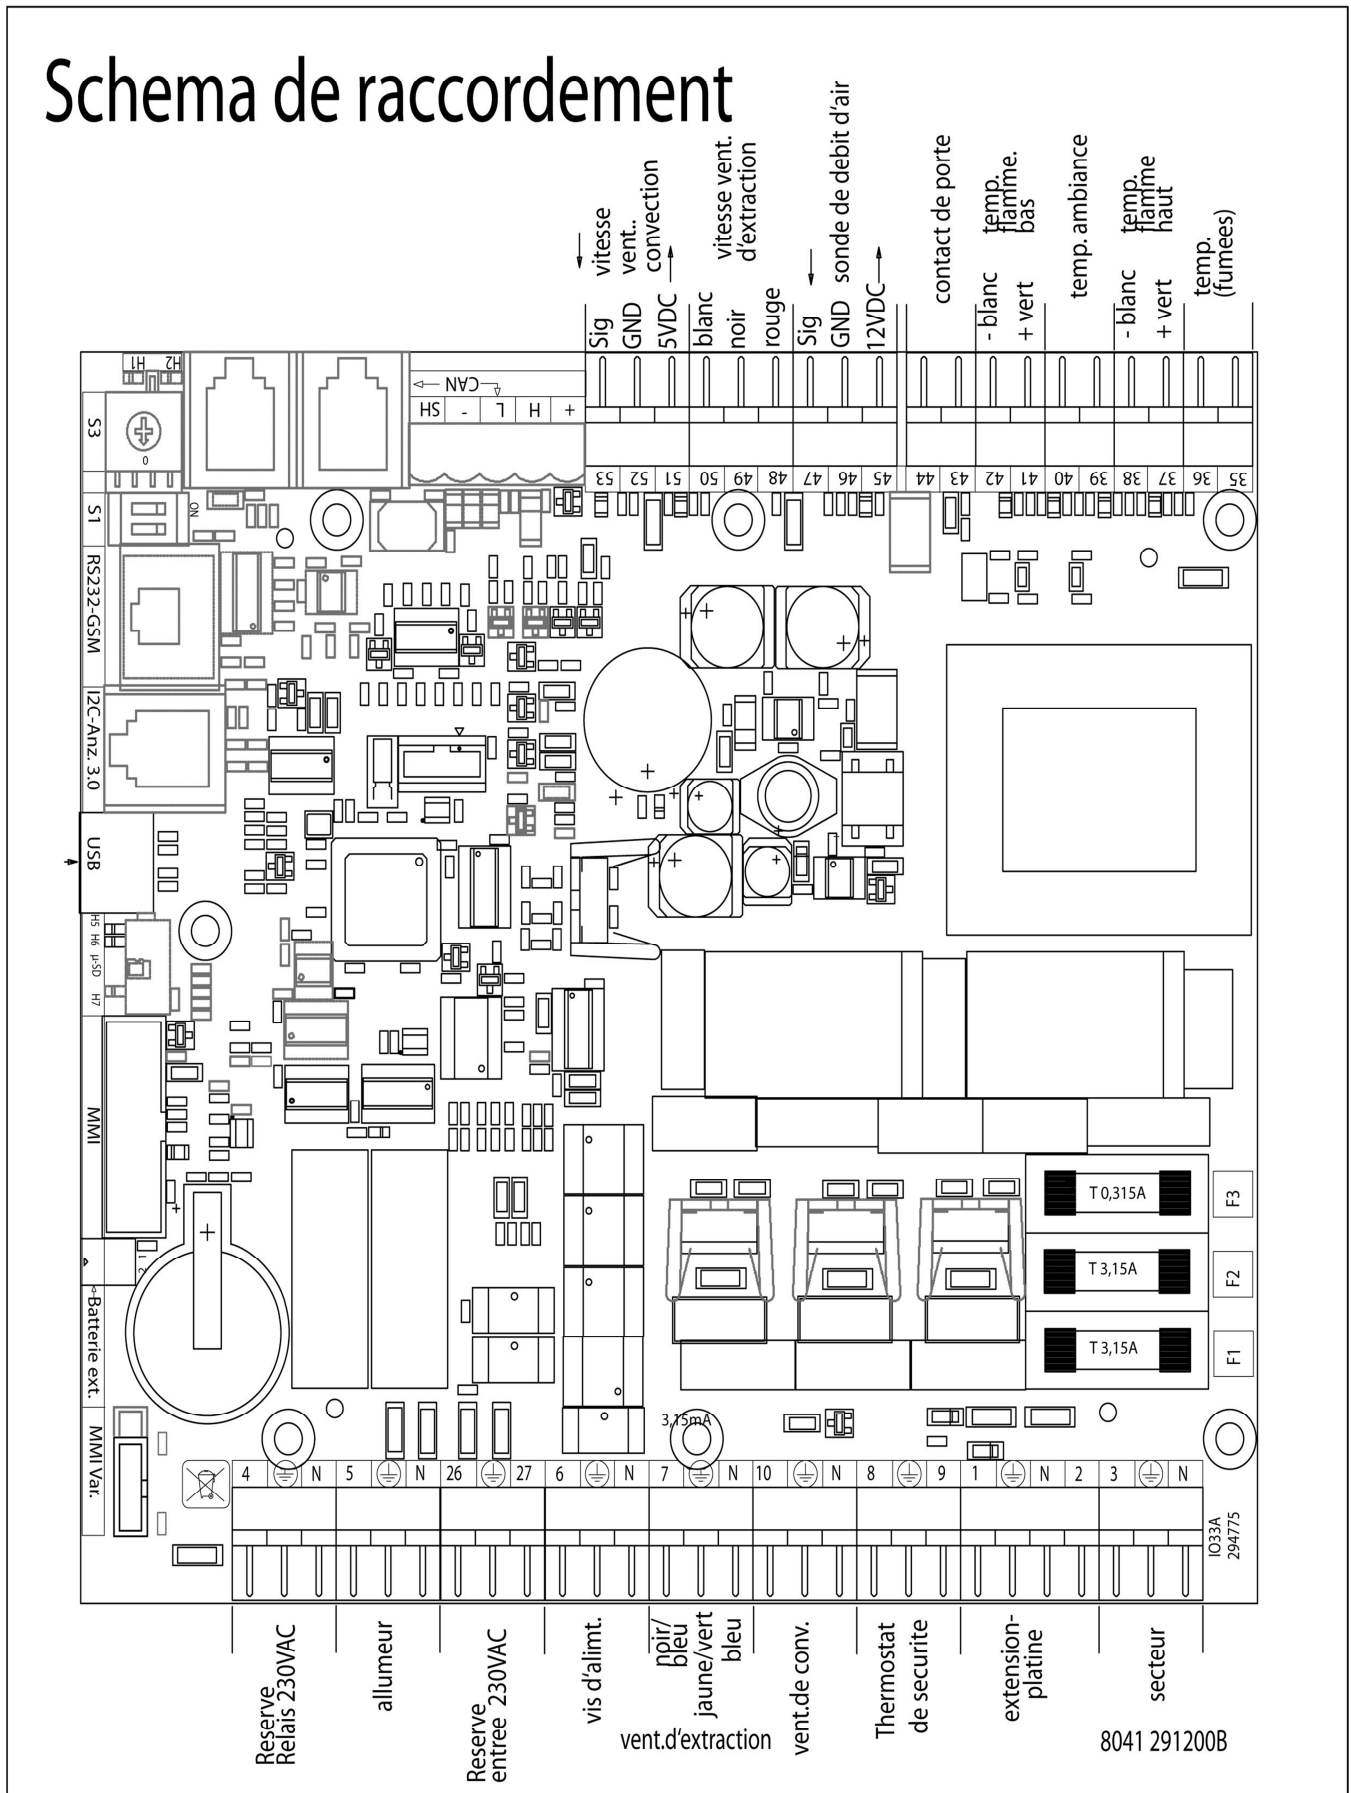 Schema de raccordement
vitesse
vent..
convection
vitesse vent.
d'extraction
sonde de debit d'air
contact de porte
temp.
flamme.
bas
temp. ambiance
temp.
flamme
haut
temp.
(fumees)
Sig
GND
5VDC
blanc
noir
rouge
Sig
GND
12VDC
- blanc
+ vert
- blanc
+ vert
H1
H2
CAN
SH
-
L
H
+
53
52
51
50
49
48
47
46
45
44
43
42
41
40
39
38
37
36
35
S3
0
S1
ON
RS232-GSM
I2C-Anz. 3.0
USB
H5
H6
µ-SD
H7
MMI
Batterie ext.
MMI Var.
T 0,315A
F3
T 3,15A
F2
T 3,15A
F1
3,15mA
4
N
5
N
26
27
6
N
7
N
10
N
8
9
1
N
2
3
N
IO33A
294775
Reserve
Relais 230VAC
allumeur
Reserve
entree 230VAC
vis d'alimt.
noir/
bleu
jaune/vert
bleu
vent.d'extraction
vent.de conv.
Thermostat
de securite
extension-
platine
secteur
8041 291200B